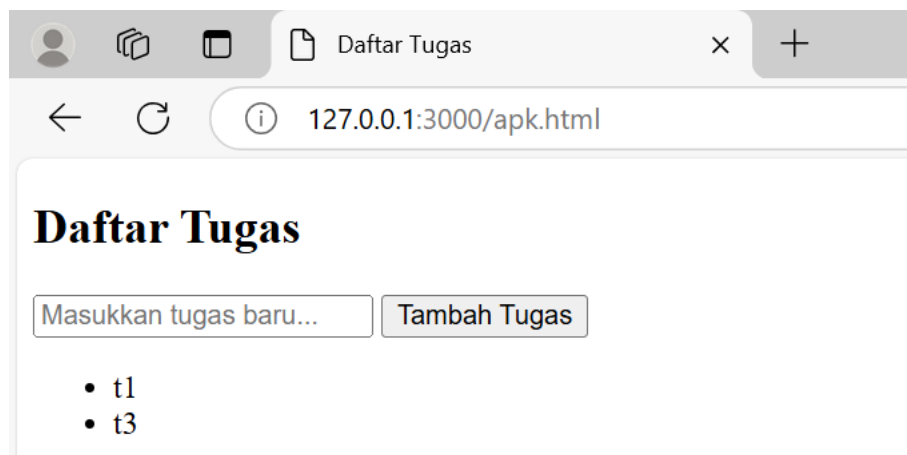 Daftar Tugas
127.0.0.1:3000/apk.html
Daftar Tugas
Masukkan tugas baru... Tambah Tugas
t1
t3